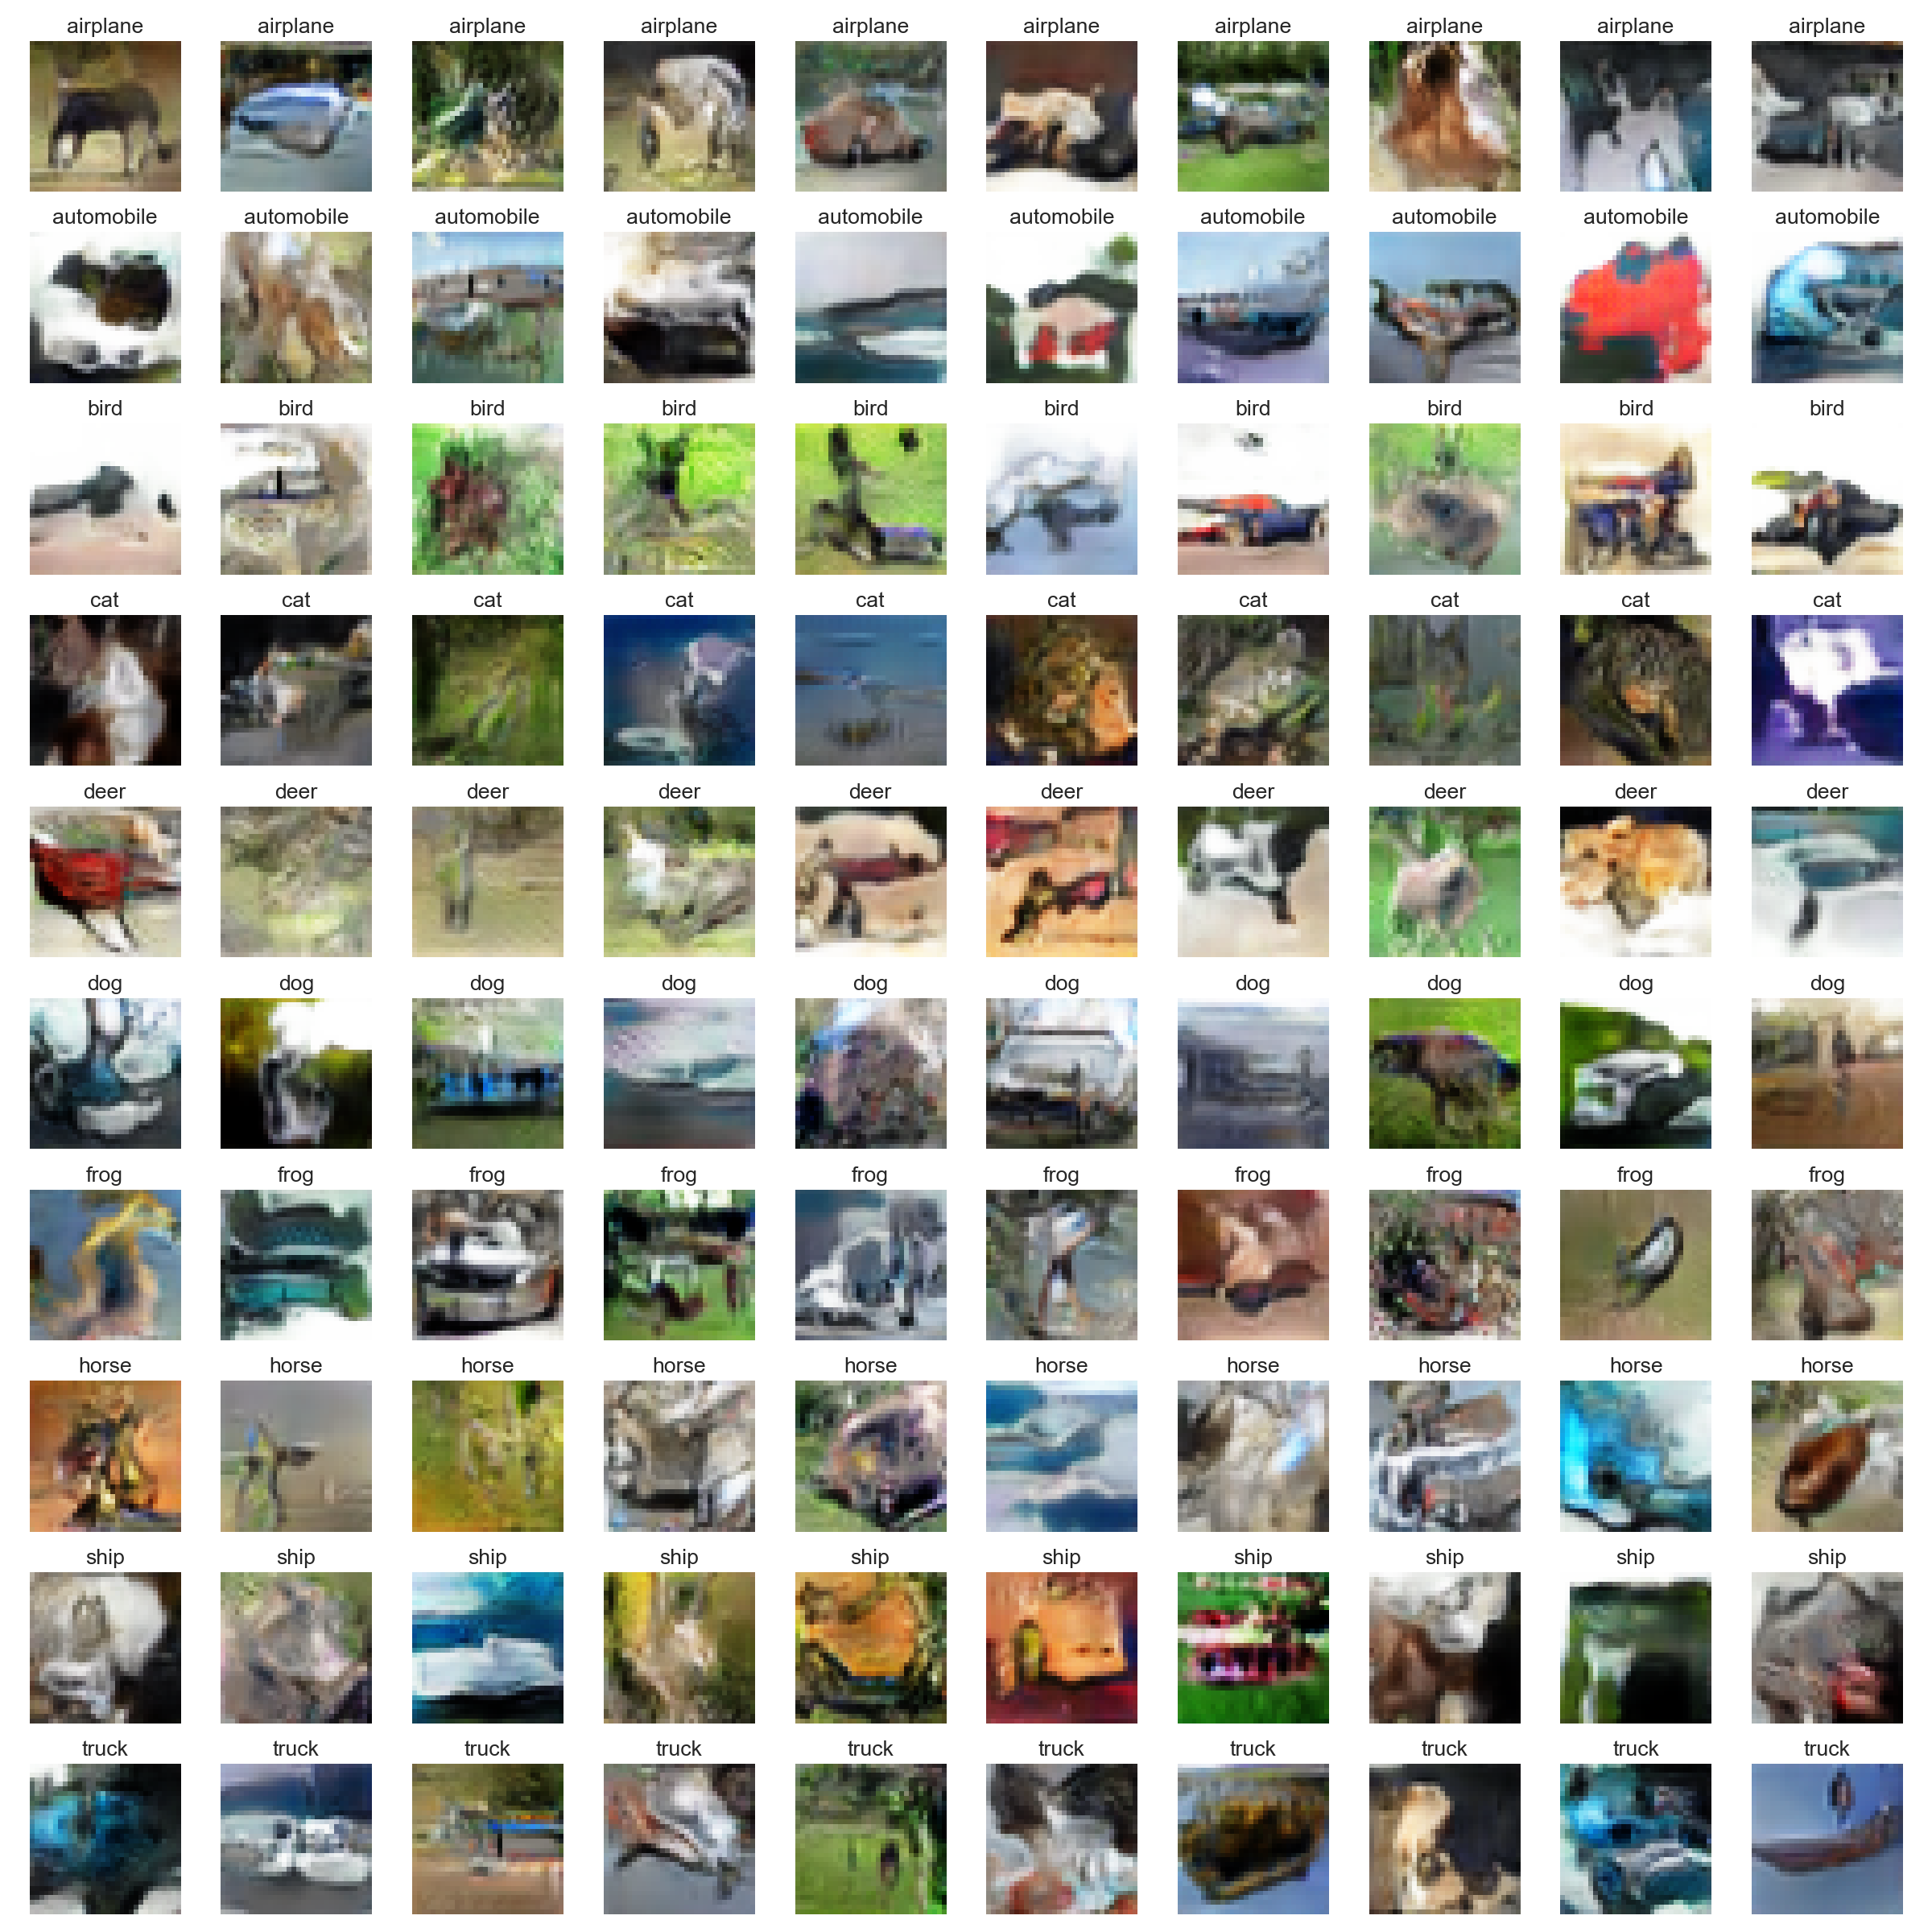 airplane airplane airplane airplane airplane airplane airplane airplane airplane airplane
automobile automobile automobile automobile automobile automobile automobile automobile automobile automobile
bird bird bird bird bird bird bird bird bird bird
cat cat cat cat cat cat cat cat cat cat
deer deer deer deer deer deer deer deer deer deer
dog dog dog dog dog dog dog dog dog dog
frog frog frog frog frog frog frog frog frog frog
horse horse horse horse horse horse horse horse horse horse
ship ship ship ship ship ship ship ship ship ship
truck truck truck truck truck truck truck truck truck truck